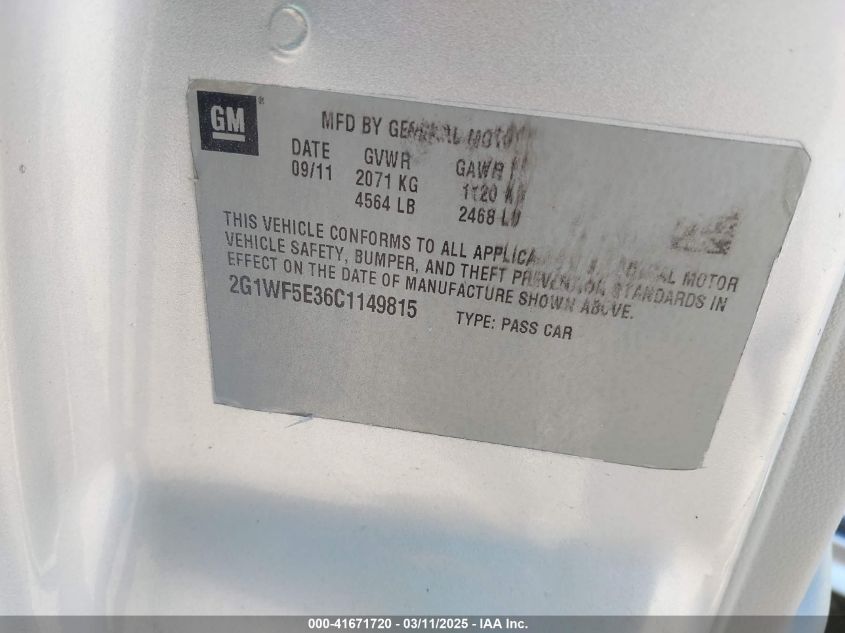 GM ®
MFD BY GENERAL MOTO
DATE GVWR GAWR
09/11 2071 KG 1120 K
4564 LB 2468 L
THIS VEHICLE CONFORMS TO ALL APPLICA MOTOR
VEHICLE SAFETY, BUMPER, AND THEFT PREVENTION STANDARDS IN
EFFECT ON THE DATE OF MANUFACTURE SHOWN ABOVE.
2G1WF5E36C1149815 TYPE: PASS CAR
000-41671720 - 03/11/2025 - IAA Inc.